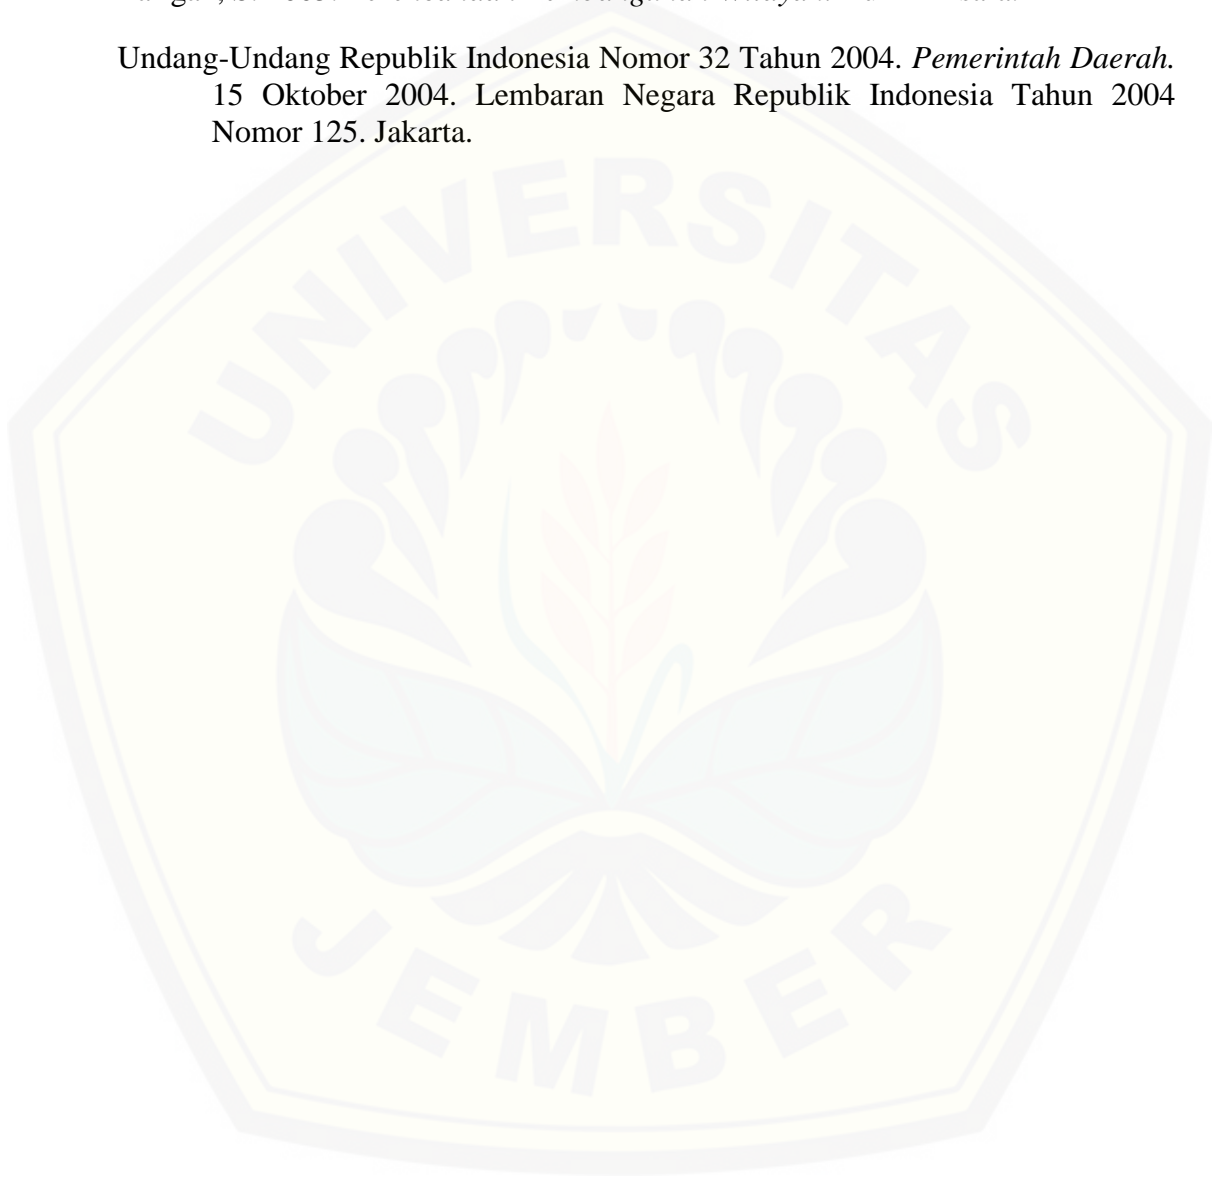 Undang-Undang Republik Indonesia Nomor 32 Tahun 2004. Pemerintah Daerah.
15 Oktober 2004. Lembaran Negara Republik Indonesia Tahun 2004
Nomor 125. Jakarta.
UNIVERSITAS
JEMBER